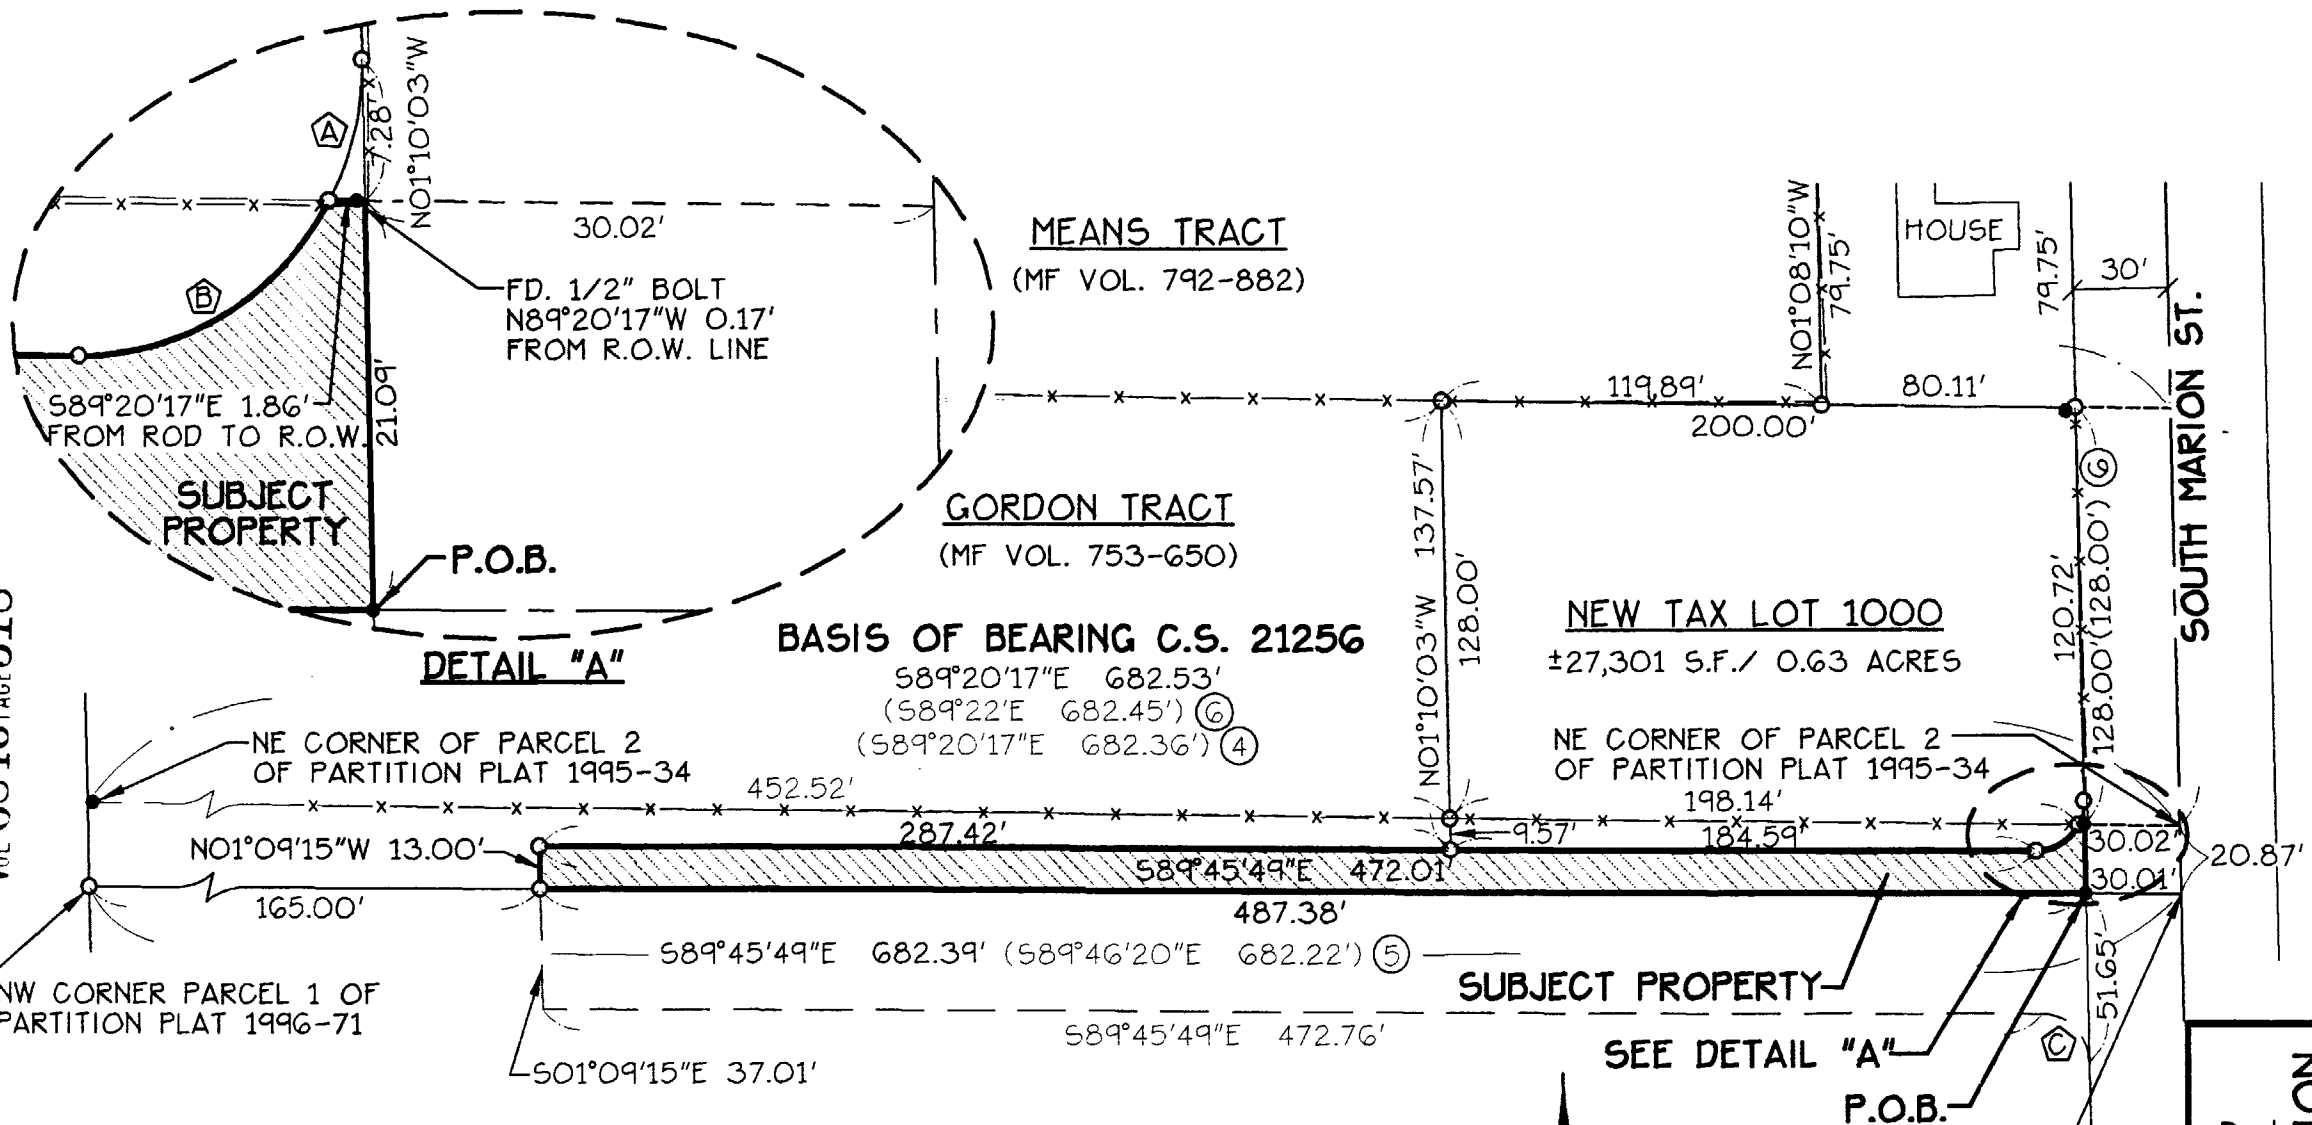 A
7.28'
N01°10'03"W
30.02'
B
FD. 1/2" BOLT
N89°20'17"W 0.17'
FROM R.O.W. LINE
S89°20'17"E 1.86'
FROM ROD TO R.O.W.
21.09'
SUBJECT
PROPERTY
P.O.B.
DETAIL "A"
MEANS TRACT
(MF VOL. 792-882)
N01°08'10"W
79.75'
HOUSE
79.75'
30'
SOUTH MARION ST.
119.89'
80.11'
200.00'
GORDON TRACT
(MF VOL. 753-650)
N01°10'03"W 137.57'
128.00'
NEW TAX LOT 1000
±27,301 S.F./ 0.63 ACRES
120.72'
128.00'(128.00') 6
BASIS OF BEARING C.S. 21256
S89°20'17"E 682.53'
(S89°22'E 682.45') 6
(S89°20'17"E 682.36') 4
NE CORNER OF PARCEL 2
OF PARTITION PLAT 1995-34
NE CORNER OF PARCEL 2
OF PARTITION PLAT 1995-34
452.52'
198.14'
287.42'
9.57'
184.59'
30.02'
N01°09'15"W 13.00'
S89°45'49"E 472.01'
30.01'
20.87'
165.00'
487.38'
S89°45'49"E 682.39' (S89°46'20"E 682.22') 5
51.65'
SUBJECT PROPERTY
NW CORNER PARCEL 1 OF
PARTITION PLAT 1996-71
S89°45'49"E 472.76'
C
SEE DETAIL "A"
S01°09'15"E 37.01'
P.O.B.